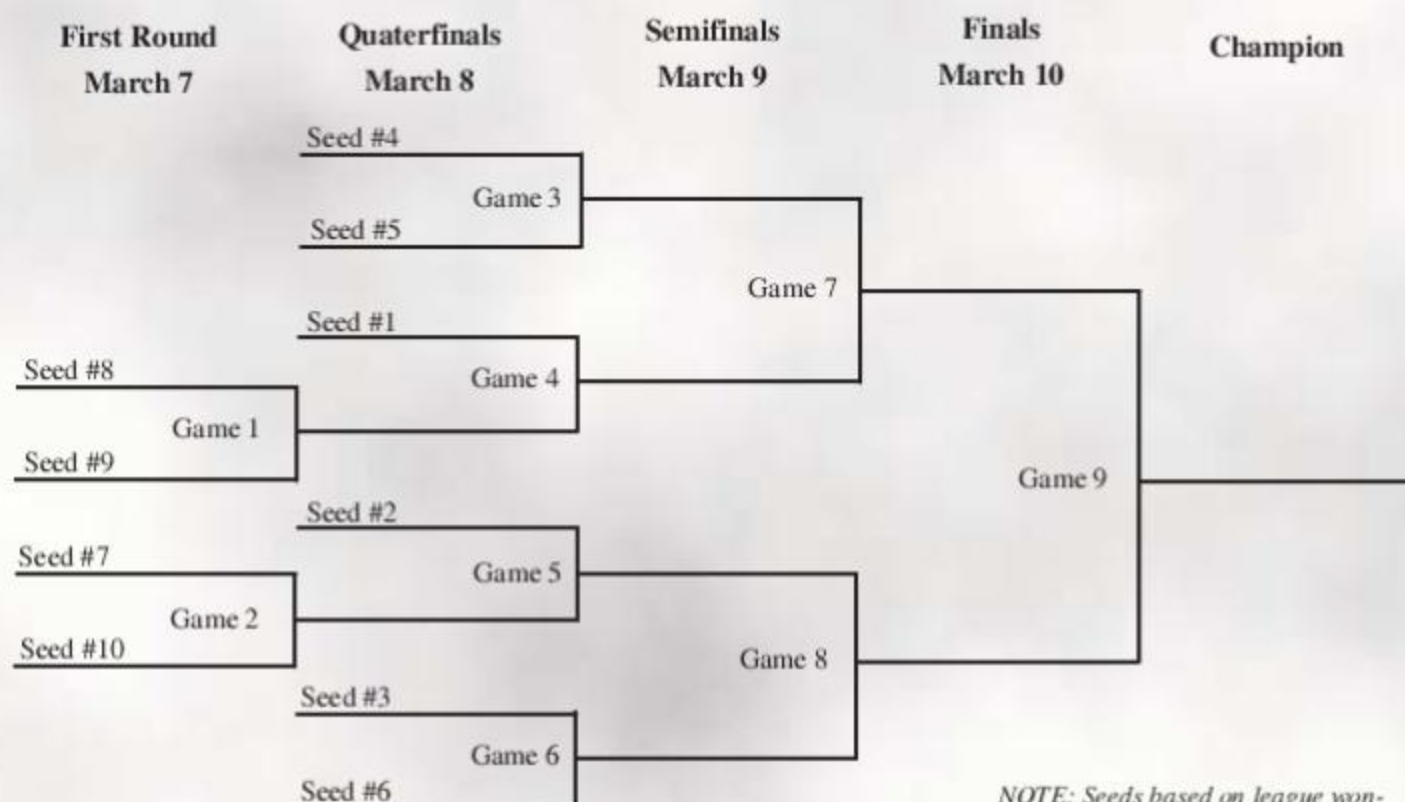 First Round
March 7
Quaterfinals
March 8
Semifinals
March 9
Finals
March 10
Champion
Seed #4
Game 3
Seed #5
Game 7
Seed #1
Seed #8
Game 4
Game 1
Seed #9
Game 9
Seed #2
Seed #7
Game 5
Game 2
Seed #10
Game 8
Seed #3
Game 6
Seed #6
NOTE: Seeds based on league won-